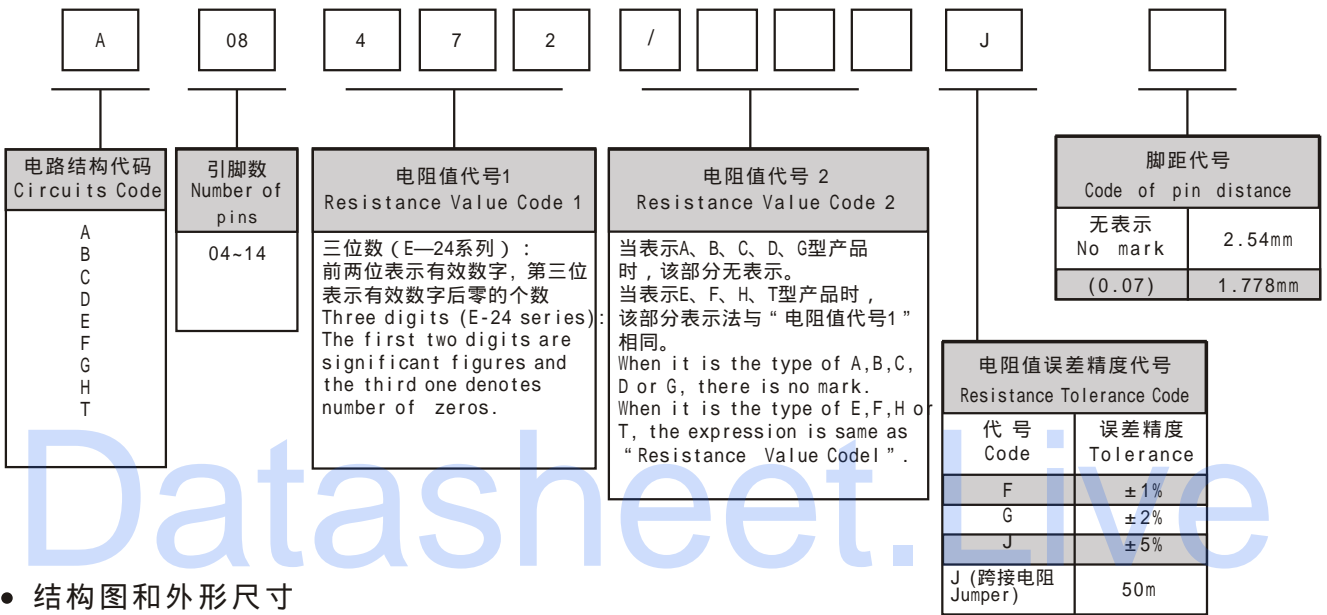 A 08 4 7 2 / J
电路结构代码
Circuits Code
A
B
C
D
E
F
G
H
T
引脚数
Number of
pins
04~14
电阻值代号1
Resistance Value Code 1
三位数（E—24系列）：
前两位表示有效数字, 第三位
表示有效数字后零的个数
Three digits (E-24 series):
The first two digits are
significant figures and
the third one denotes
number of zeros.
电阻值代号 2
Resistance Value Code 2
当表示A、B、C、D、G型产品
时，该部分无表示。
当表示E、F、H、T型产品时，
该部分表示法与“电阻值代号1”
相同。
When it is the type of A,B,C,
D or G, there is no mark.
When it is the type of E,F,H or
T, the expression is same as
“Resistance Value Codel”.
脚距代号
Code of pin distance
无表示
No mark
2.54mm
(0.07) 1.778mm
电阻值误差精度代号
Resistance Tolerance Code
代 号
Code
误差精度
Tolerance
F ±1%
G ±2%
J ±5%
J (跨接电阻
Jumper)
50m
Datasheet.Live
• 结构图和外形尺寸